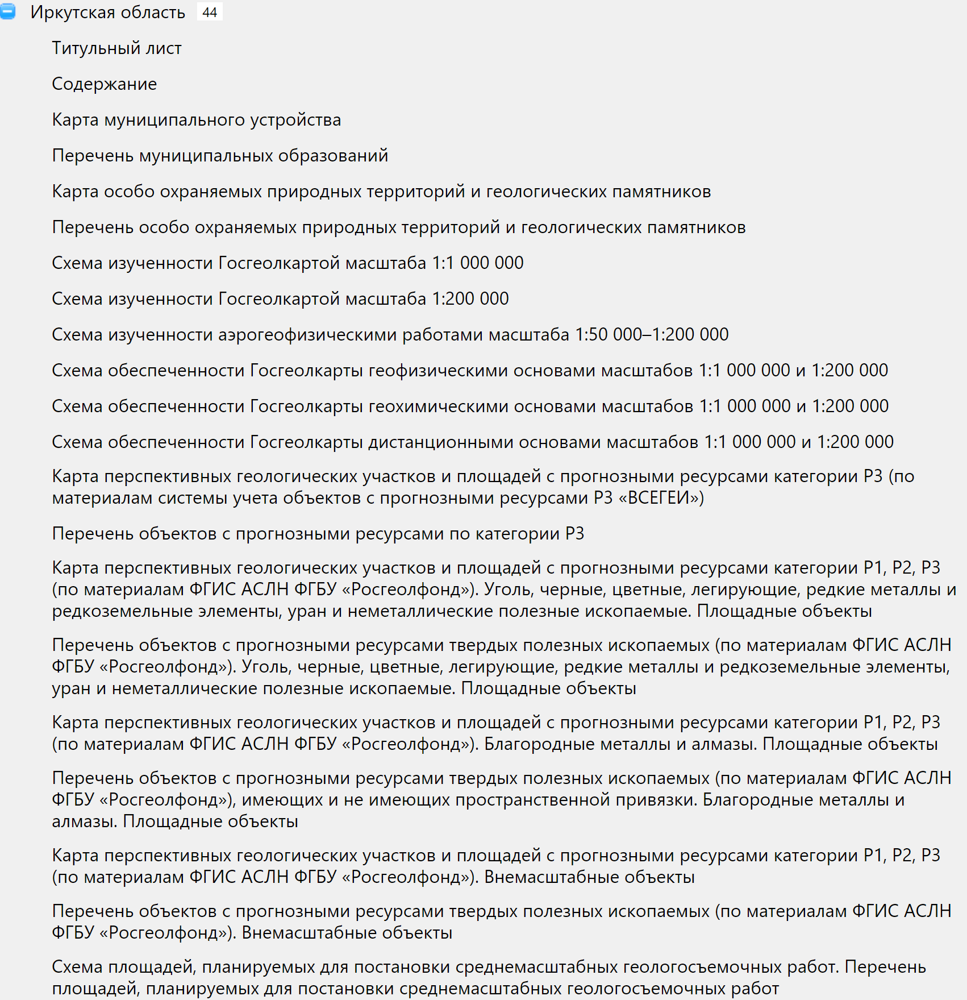 Иркутская область 44
Титульный лист
Содержание
Карта муниципального устройства
Перечень муниципальных образований
Карта особо охраняемых природных территорий и геологических памятников
Перечень особо охраняемых природных территорий и геологических памятников
Схема изученности Госгеолкартой масштаба 1:1 000 000
Схема изученности Госгеолкартой масштаба 1:200 000
Схема изученности аэрогеофизическими работами масштаба 1:50 000–1:200 000
Схема обеспеченности Госгеолкарты геофизическими основами масштабов 1:1 000 000 и 1:200 000
Схема обеспеченности Госгеолкарты геохимическими основами масштабов 1:1 000 000 и 1:200 000
Схема обеспеченности Госгеолкарты дистанционными основами масштабов 1:1 000 000 и 1:200 000
Карта перспективных геологических участков и площадей с прогнозными ресурсами категории Р3 (по
материалам системы учета объектов с прогнозными ресурсами Р3 «ВСЕГЕИ»)
Перечень объектов с прогнозными ресурсами по категории Р3
Карта перспективных геологических участков и площадей с прогнозными ресурсами категории Р1, Р2, Р3
(по материалам ФГИС АСЛН ФГБУ «Росгеолфонд»). Уголь, черные, цветные, легирующие, редкие металлы и
редкоземельные элементы, уран и неметаллические полезные ископаемые. Площадные объекты
Перечень объектов с прогнозными ресурсами твердых полезных ископаемых (по материалам ФГИС АСЛН
ФГБУ «Росгеолфонд»). Уголь, черные, цветные, легирующие, редкие металлы и редкоземельные элементы,
уран и неметаллические полезные ископаемые. Площадные объекты
Карта перспективных геологических участков и площадей с прогнозными ресурсами категории Р1, Р2, Р3
(по материалам ФГИС АСЛН ФГБУ «Росгеолфонд»). Благородные металлы и алмазы. Площадные объекты
Перечень объектов с прогнозными ресурсами твердых полезных ископаемых (по материалам ФГИС АСЛН
ФГБУ «Росгеолфонд»), имеющих и не имеющих пространственной привязки. Благородные металлы и
алмазы. Площадные объекты
Карта перспективных геологических участков и площадей с прогнозными ресурсами категории Р1, Р2, Р3
(по материалам ФГИС АСЛН ФГБУ «Росгеолфонд»). Внемасштабные объекты
Перечень объектов с прогнозными ресурсами твердых полезных ископаемых (по материалам ФГИС АСЛН
ФГБУ «Росгеолфонд»). Внемасштабные объекты
Схема площадей, планируемых для постановки среднемасштабных геологосъемочных работ. Перечень
площадей, планируемых для постановки среднемасштабных геологосъемочных работ